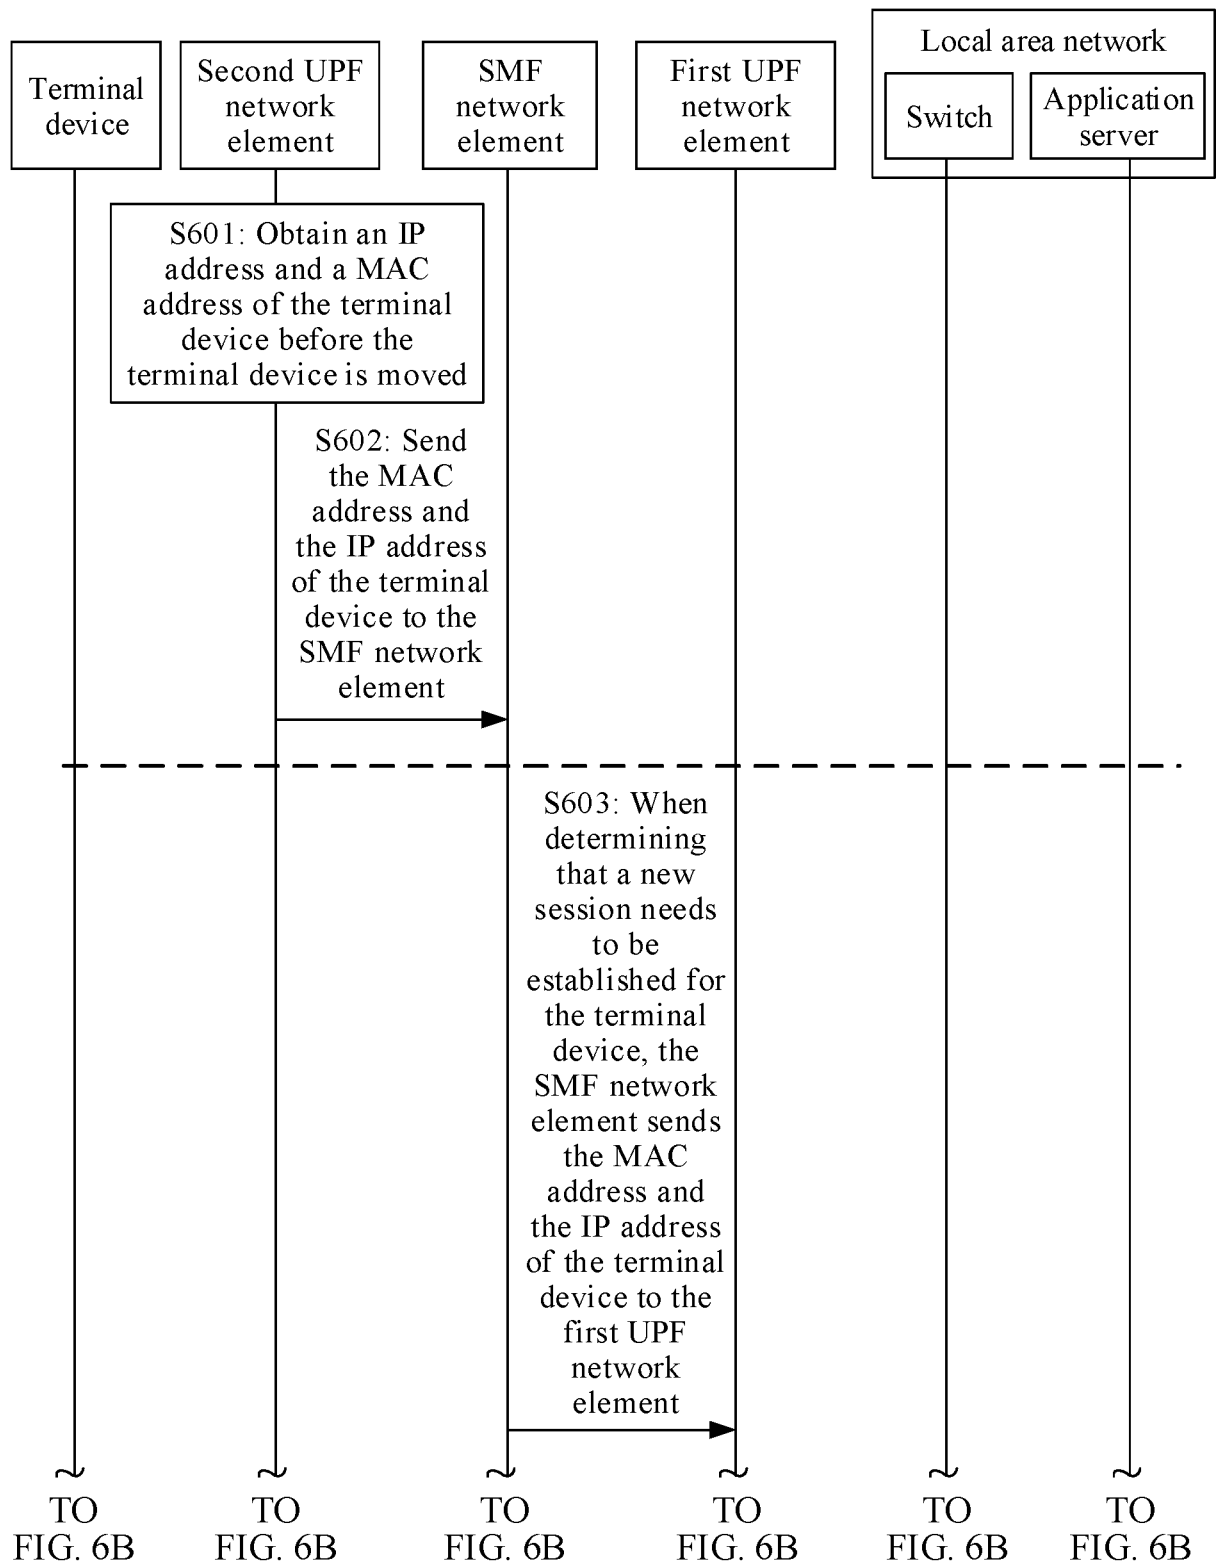 Terminal
device
Second UPF
network
element
SMF
network
element
First UPF
network
element
Local area network
Switch
Application
server
S601: Obtain an IP
address and a MAC
address of the terminal
device before the
terminal device is moved
S602: Send
the MAC
address and
the IP address
of the terminal
device to the
SMF network
element
S603: When
determining
that a new
session needs
to be
established for
the terminal
device, the
SMF network
element sends
the MAC
address and
the IP address
of the terminal
device to the
first UPF
network
element
TO
FIG. 6B
TO
FIG. 6B
TO
FIG. 6B
TO
FIG. 6B
TO
FIG. 6B
TO
FIG. 6B